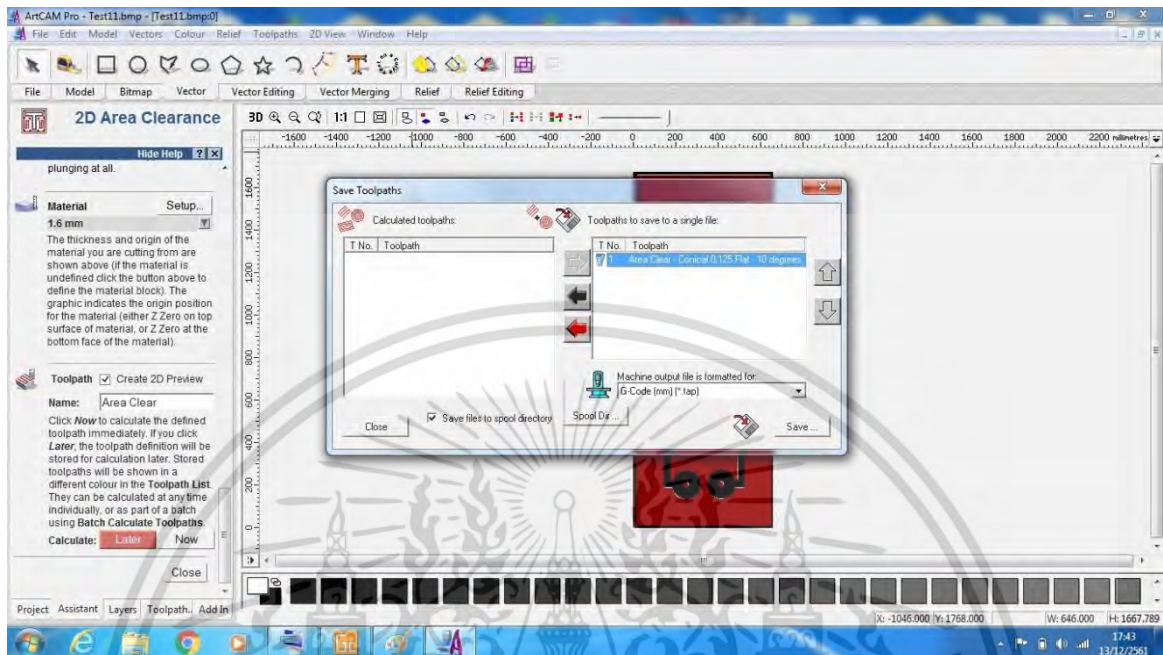 ArtCAM Pro - Test11.bmp - [Test11.bmp:0]
File Edit Model Vectors Colour Relief Toolpaths 2D View Window Help
File Model Bitmap Vector Vector Editing Vector Merging Relief Relief Editing
2D Area Clearance
Hide Help ? X
plunging at all.
Material Setup...
1.6 mm
The thickness and origin of the
material you are cutting from are
shown above (if the material is
undefined click the button above to
define the material block). The
graphic indicates the origin position
for the material (either Z Zero on top
surface of material, or Z Zero at the
bottom face of the material).
Toolpath Create 2D Preview
Name: Area Clear
Click Now to calculate the defined
toolpath immediately. If you click
Later, the toolpath definition will be
stored for calculation later. Stored
toolpaths will be shown in a
different colour in the Toolpath List.
They can be calculated at any time
individually, or as part of a batch
using Batch Calculate Toolpaths.
Calculate: Later Now
Close
Project Assistant Layers Toolpath.. Add In
3D 1:1
-1600 -1400 -1200 -1000 -800 -600 -400 -200 0 200 400 600 800 1000 1200 1400 1600 1800 2000 2200 millimetres
1600
1400
1200
1000
800
600
400
200
0
Save Toolpaths
Calculated toolpaths:
T No. Toolpath
Toolpaths to save to a single file:
T No. Toolpath
1 Area Clear - Conical 0.125 Flat - 10 degrees
Machine output file is formatted for:
G-Code (mm) (*.tap)
Close Save files to spool directory Spool Dir ... Save ...
X: -1046.000 Y: 1768.000 W: 646.000 H: 1667.789
17:43
13/12/2561